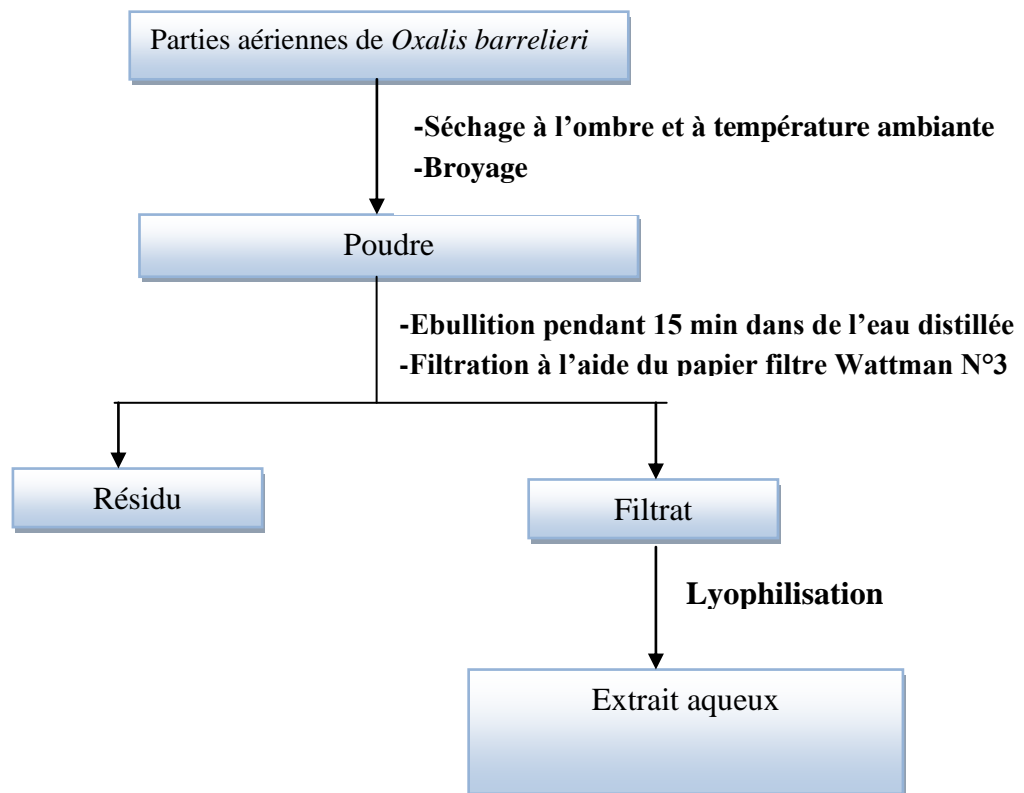 Parties aériennes de Oxalis barrelieri
-Séchage à l’ombre et à température ambiante
-Broyage
Poudre
-Ebullition pendant 15 min dans de l’eau distillée
-Filtration à l’aide du papier filtre Wattman N°3
Résidu
Filtrat
Lyophilisation
Extrait aqueux